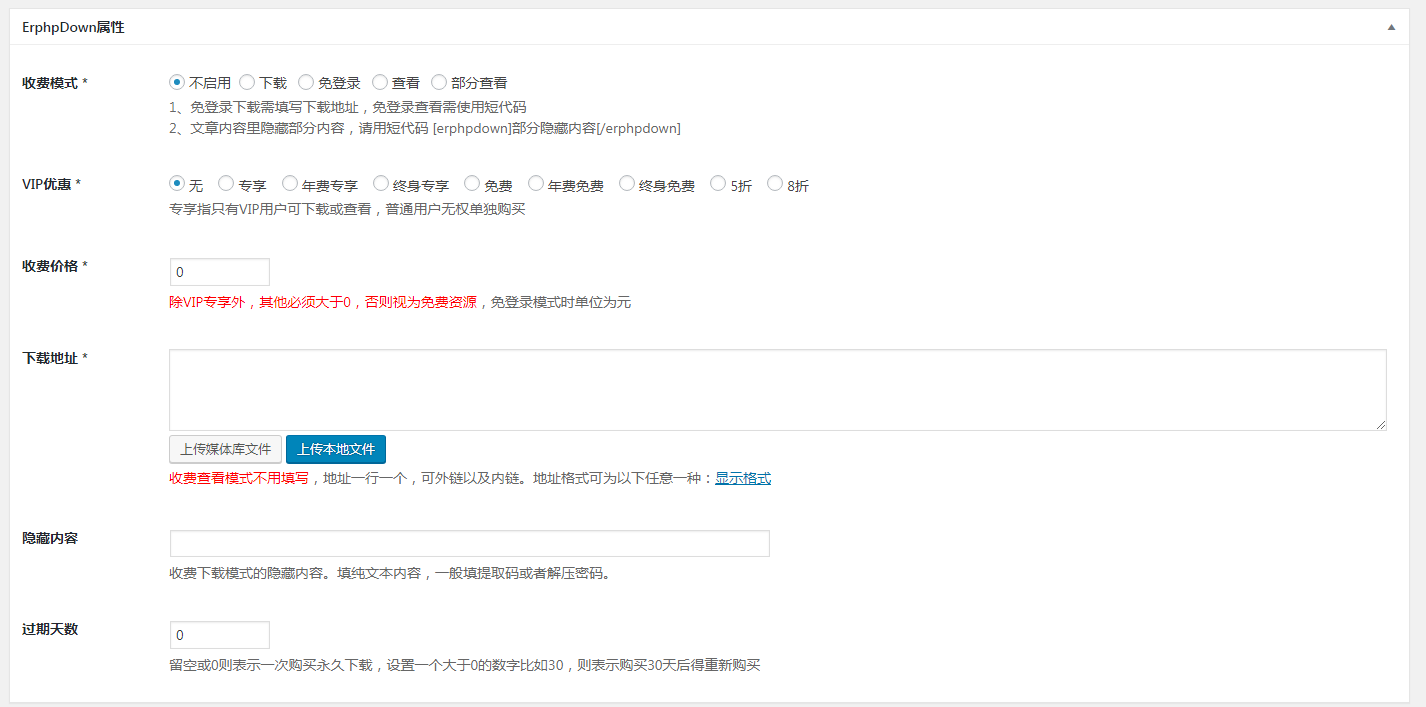 ErphpDown属性
收费模式 * 不启用 下载 免登录 查看 部分查看
1、免登录下载需填写下载地址，免登录查看需使用短代码
2、文章内容里隐藏部分内容，请用短代码 [erphpdown]部分隐藏内容[/erphpdown]
VIP优惠 * 无 专享 年费专享 终身专享 免费 年费免费 终身免费 5折 8折
专享指只有VIP用户可下载或查看，普通用户无权单独购买
收费价格 * 0
除VIP专享外，其他必须大于0，否则视为免费资源，免登录模式时单位为元
下载地址 *
上传媒体库文件 上传本地文件
收费查看模式不用填写，地址一行一个，可外链以及内链。地址格式可为以下任意一种：显示格式
隐藏内容
收费下载模式的隐藏内容。填纯文本内容，一般填提取码或者解压密码。
过期天数 0
留空或0则表示一次购买永久下载，设置一个大于0的数字比如30，则表示购买30天后得重新购买